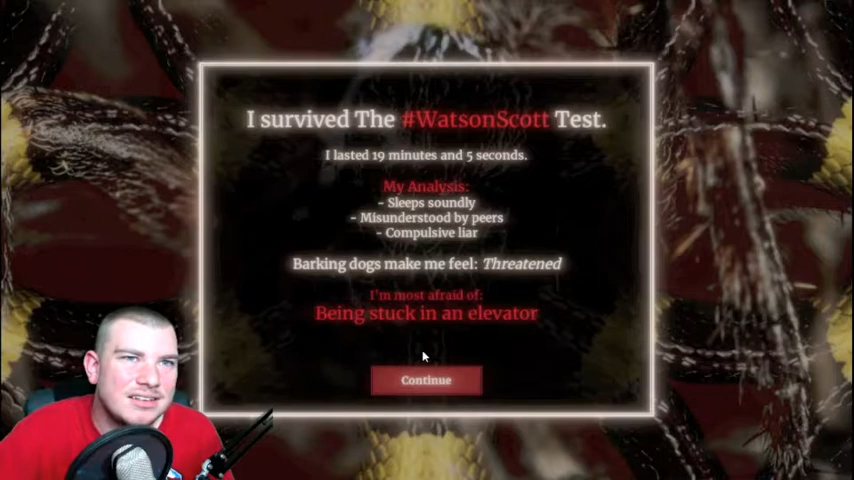 I survived The #WatsonScott Test.
I lasted 19 minutes and 5 seconds.
My Analysis:
- Sleeps soundly
- Misunderstood by peers
- Compulsive liar
Barking dogs make me feel: Threatened
I'm most afraid of:
Being stuck in an elevator
Continue